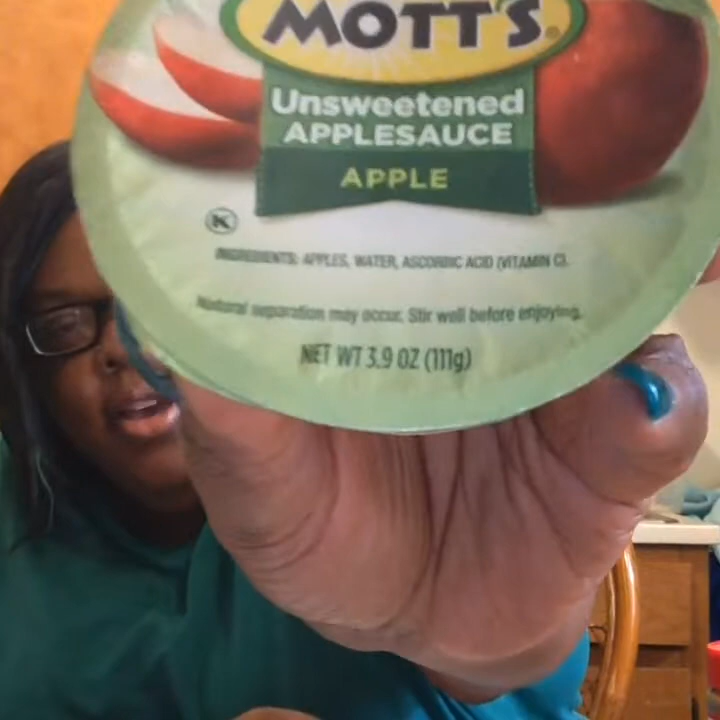 MOTT'S®
Unsweetened
APPLESAUCE
APPLE
K
INGREDIENTS: APPLES, WATER, ASCORBIC ACID (VITAMIN C).
Natural separation may occur. Stir well before enjoying.
NET WT 3.9 OZ (111g)